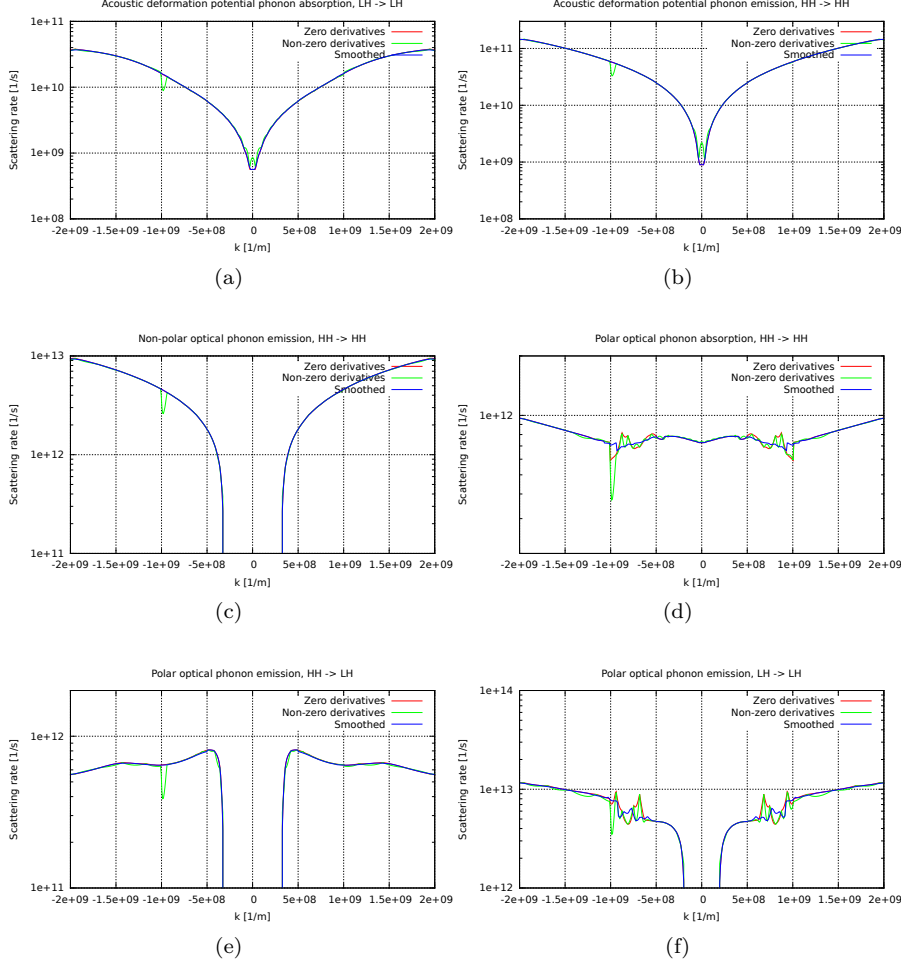 Acoustic deformation potential phonon absorption, LH -> LH
1e+11
1e+10
1e+09
1e+08
Scattering rate [1/s]
Zero derivatives
Non-zero derivatives
Smoothed
-2e+09 -1.5e+09 -1e+09 -5e+08 0 5e+08 1e+09 1.5e+09 2e+09
k [1/m]
(a)
Acoustic deformation potential phonon emission, HH -> HH
1e+11
1e+10
1e+09
1e+08
Scattering rate [1/s]
Zero derivatives
Non-zero derivatives
Smoothed
-2e+09 -1.5e+09 -1e+09 -5e+08 0 5e+08 1e+09 1.5e+09 2e+09
k [1/m]
(b)
Non-polar optical phonon emission, HH -> HH
1e+13
1e+12
1e+11
Scattering rate [1/s]
Zero derivatives
Non-zero derivatives
Smoothed
-2e+09 -1.5e+09 -1e+09 -5e+08 0 5e+08 1e+09 1.5e+09 2e+09
k [1/m]
(c)
Polar optical phonon absorption, HH -> HH
1e+12
Scattering rate [1/s]
Zero derivatives
Non-zero derivatives
Smoothed
-2e+09 -1.5e+09 -1e+09 -5e+08 0 5e+08 1e+09 1.5e+09 2e+09
k [1/m]
(d)
Polar optical phonon emission, HH -> LH
1e+12
1e+11
Scattering rate [1/s]
Zero derivatives
Non-zero derivatives
Smoothed
-2e+09 -1.5e+09 -1e+09 -5e+08 0 5e+08 1e+09 1.5e+09 2e+09
k [1/m]
(e)
Polar optical phonon emission, LH -> LH
1e+14
1e+13
1e+12
Scattering rate [1/s]
Zero derivatives
Non-zero derivatives
Smoothed
-2e+09 -1.5e+09 -1e+09 -5e+08 0 5e+08 1e+09 1.5e+09 2e+09
k [1/m]
(f)